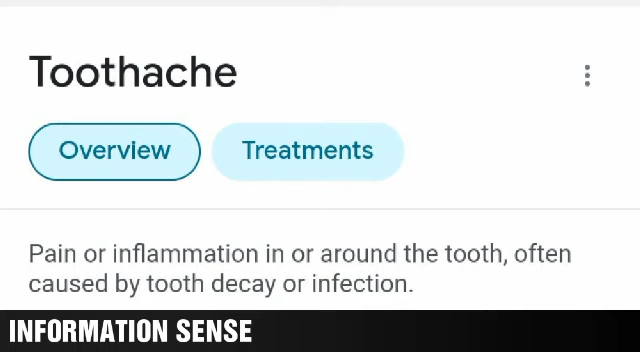 Toothache
Overview
Treatments
Pain or inflammation in or around the tooth, often
caused by tooth decay or infection.
INFORMATION SENSE